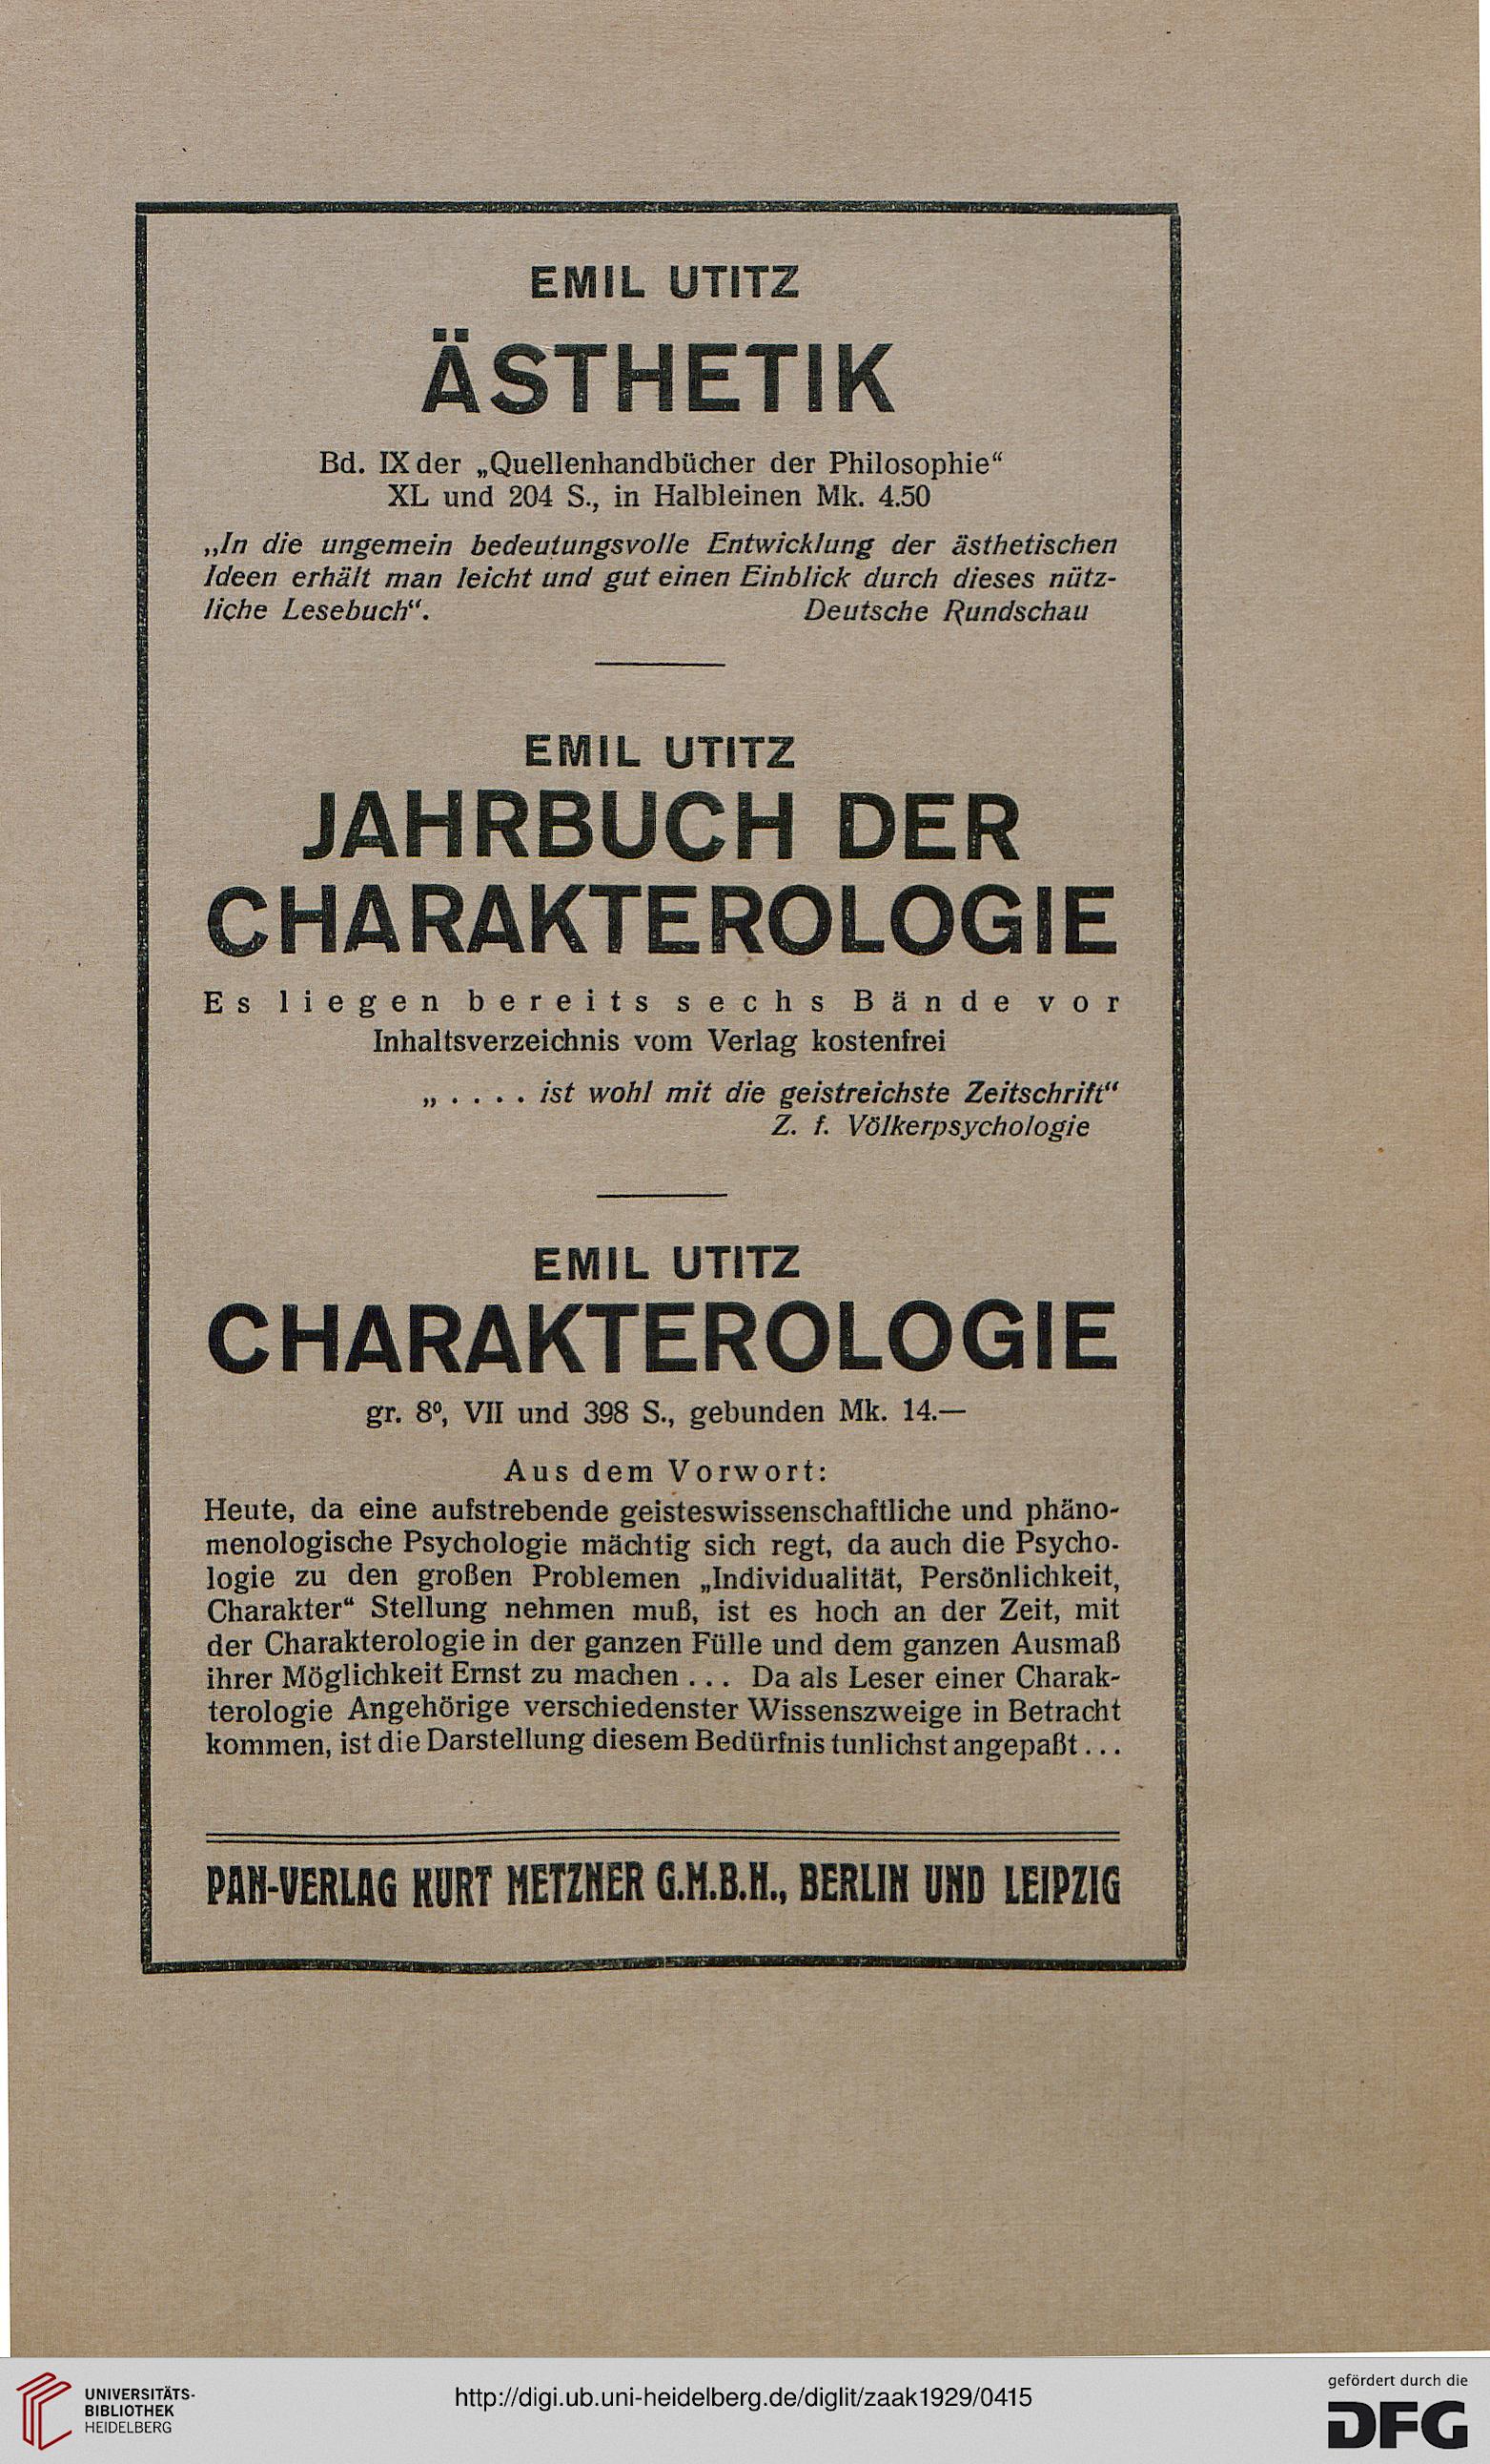 EMIL UTITZ
ÄSTHETIK
Bd. IX der „Quellenhandbücher der Philosophie“
XL und 204 S., in Halbleinen Mk. 4.50
„In die ungemein bedeutungsvolle Entwicklung der ästhetischen
Ideen erhält man leicht und gut einen Einblick durch dieses nütz-
liche Lesebuch“. Deutsche Rundschau
EMIL UTITZ
JAHRBUCH DER
CHARAKTEROLOGIE
Es liegen bereits sechs Bände vor
Inhaltsverzeichnis vom Verlag kostenfrei
„ . . . . ist wohl mit die geistreichste Zeitschrift“
Z. f. Völkerpsychologie
EMIL UTITZ
CHARAKTEROLOGIE
gr. 8⁰, VII und 398 S., gebunden Mk. 14.—
Aus dem Vorwort:
Heute, da eine aufstrebende geisteswissenschaftliche und phäno-
menologische Psychologie mächtig sich regt, da auch die Psycho-
logie zu den großen Problemen „Individualität, Persönlichkeit,
Charakter“ Stellung nehmen muß, ist es hoch an der Zeit, mit
der Charakterologie in der ganzen Fülle und dem ganzen Ausmaß
ihrer Möglichkeit Ernst zu machen ... Da als Leser einer Charak-
terologie Angehörige verschiedenster Wissenszweige in Betracht
kommen, ist die Darstellung diesem Bedürfnis tunlichst angepaßt ...
PAN-VERLAG KURT METZNER G.M.B.H., BERLIN UND LEIPZIG
UNIVERSITÄTS-
BIBLIOTHEK
HEIDELBERG
http://digi.ub.uni-heidelberg.de/diglit/zaak1929/0415
gefördert durch die
DFG